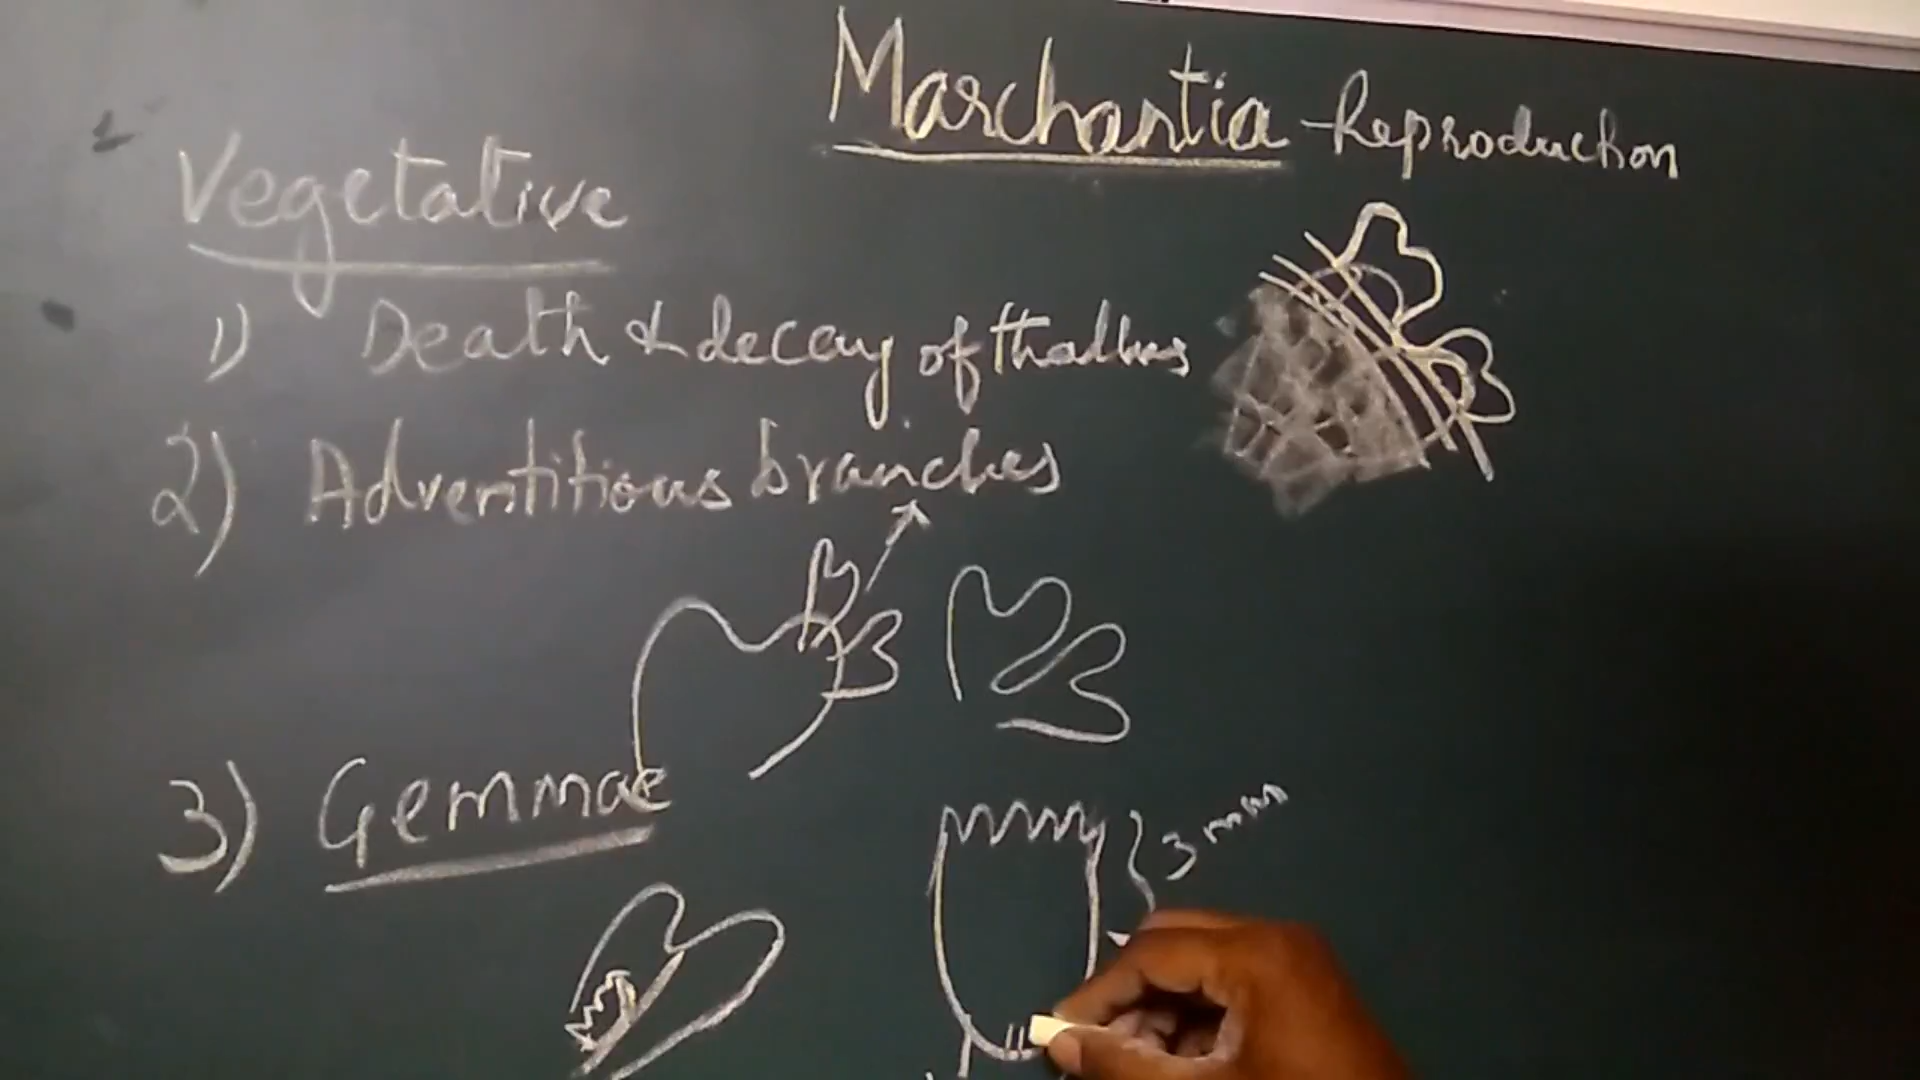 Marchantia - Reproduction
Vegetative
1) Death & decay of thallus
2) Adventitious branches
3) Gemmae
3 mm